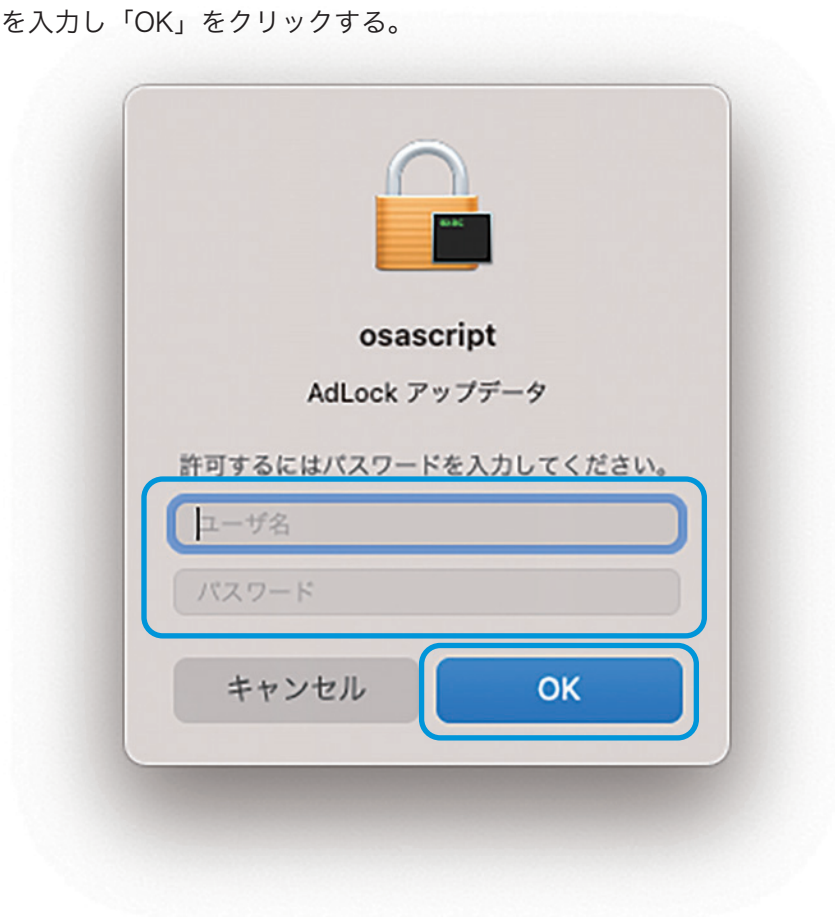 を入力し「OK」をクリックする。
osascript
AdLock アップデータ
許可するにはパスワードを入力してください。
ユーザ名
パスワード
キャンセル
OK